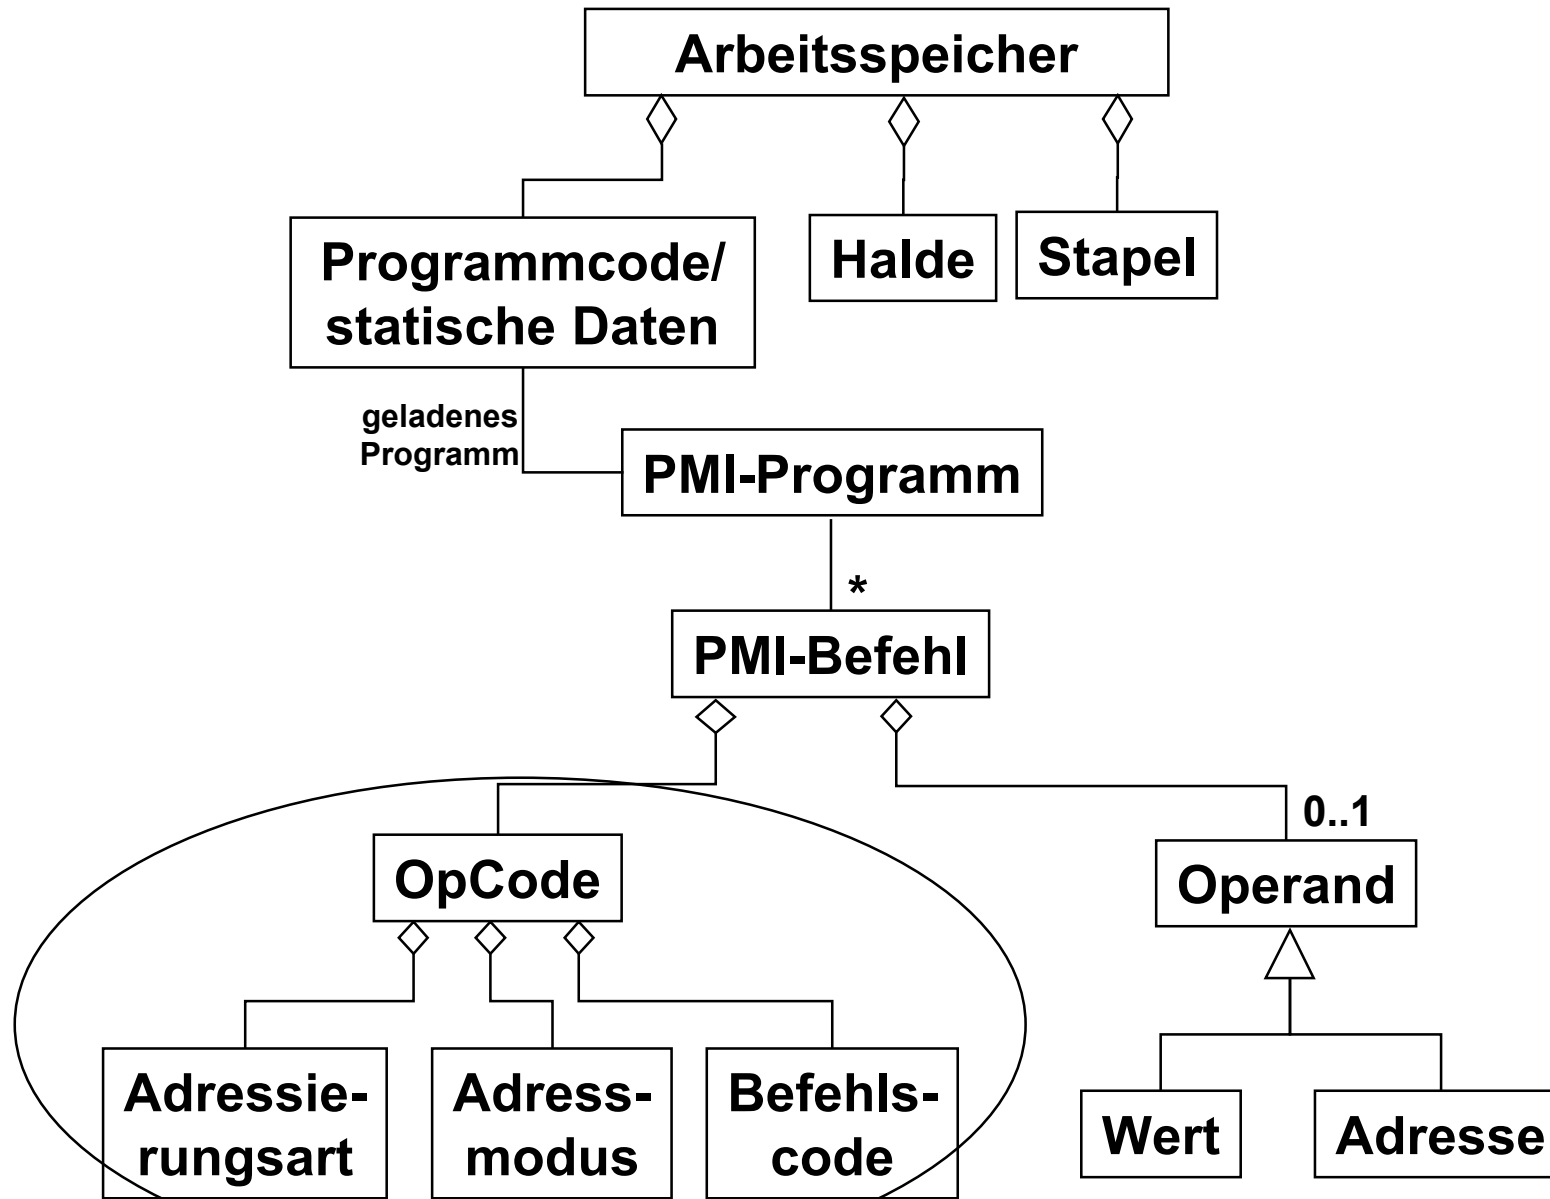 Arbeitsspeicher
Programmcode/
statische Daten
Halde
Stapel
geladenes
Programm
PMI-Programm
*
PMI-Befehl
0..1
OpCode
Operand
Adressie-
rungsart
Adress-
modus
Befehls-
code
Wert
Adresse